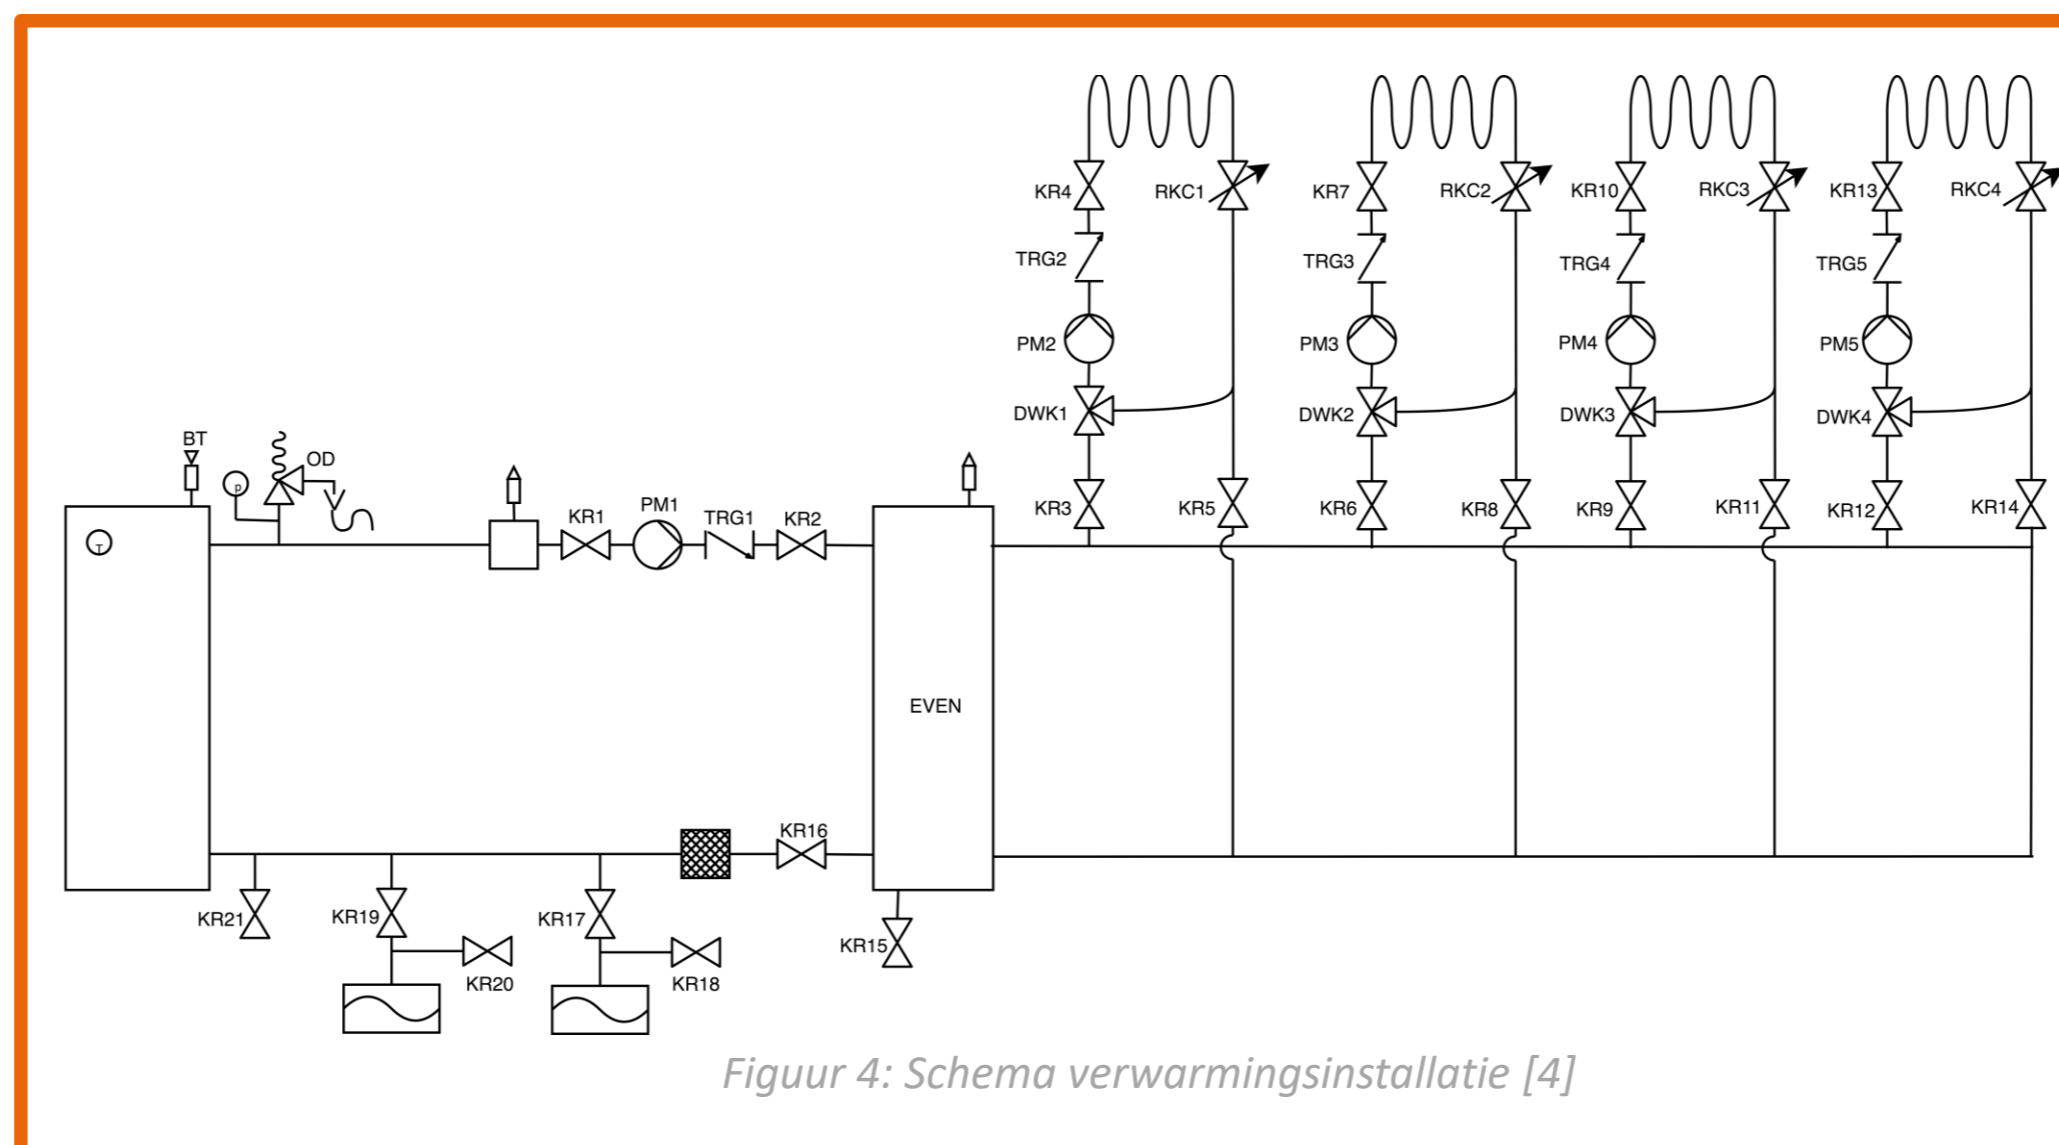 KR4
RKC1
KR7
RKC2
KR10
RKC3
KR13
RKC4
TRG2
TRG3
TRG4
TRG5
PM2
PM3
PM4
PM5
DWK1
DWK2
DWK3
DWK4
BT
OD
p
KR1
PM1
TRG1
KR2
KR3
KR5
KR6
KR8
KR9
KR11
KR12
KR14
T
EVEN
KR16
KR21
KR19
KR17
KR15
KR20
KR18
Figuur 4: Schema verwarmingsinstallatie [4]